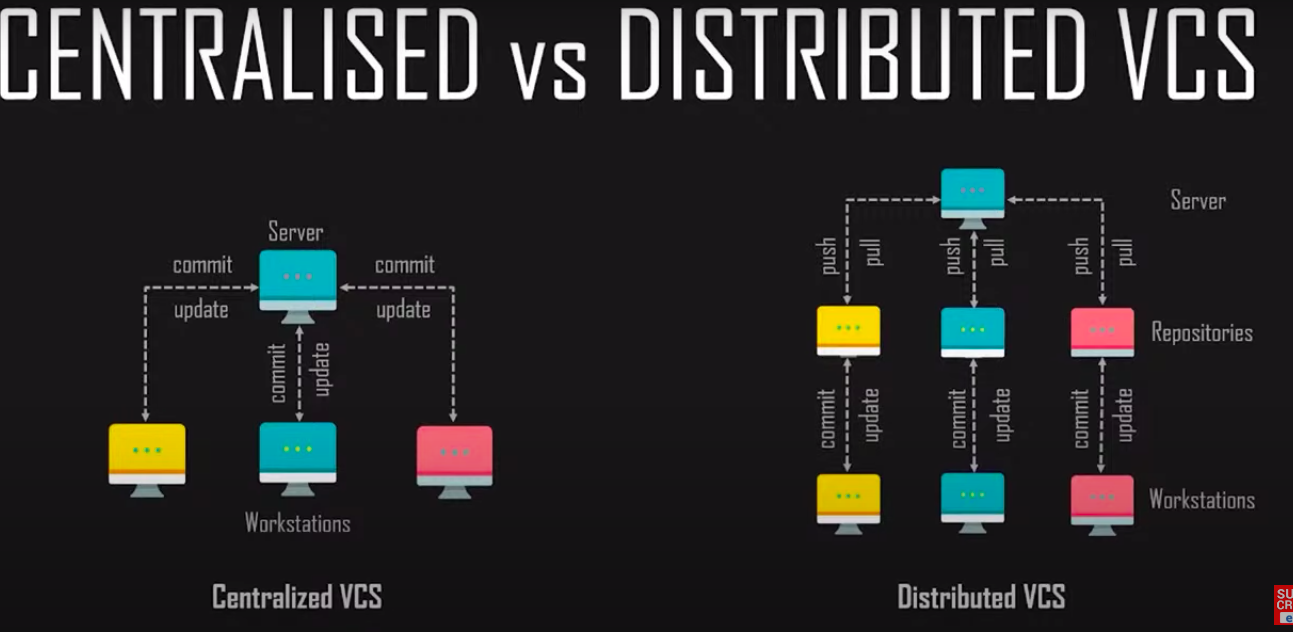 CENTRALISED vs DISTRIBUTED VCS
Server
commit
update
commit
update
commit
update
Workstations
Centralized VCS
Server
push
pull
push
pull
push
pull
Repositories
commit
update
commit
update
commit
update
Workstations
Distributed VCS
SU
CR
e